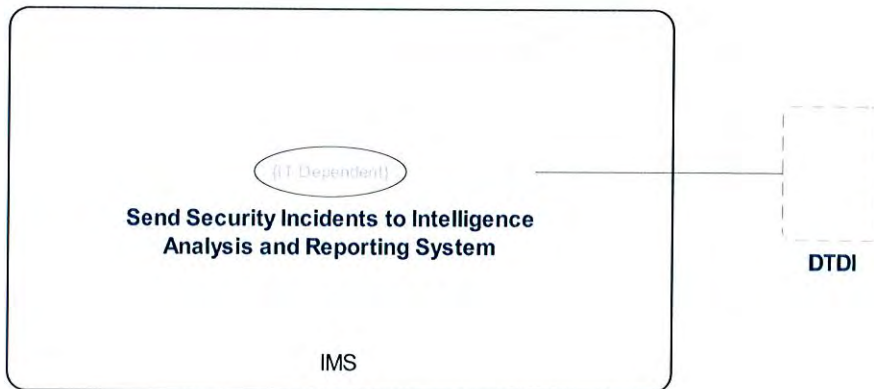 {IT Dependent}
Send Security Incidents to Intelligence
Analysis and Reporting System
DTDI
IMS